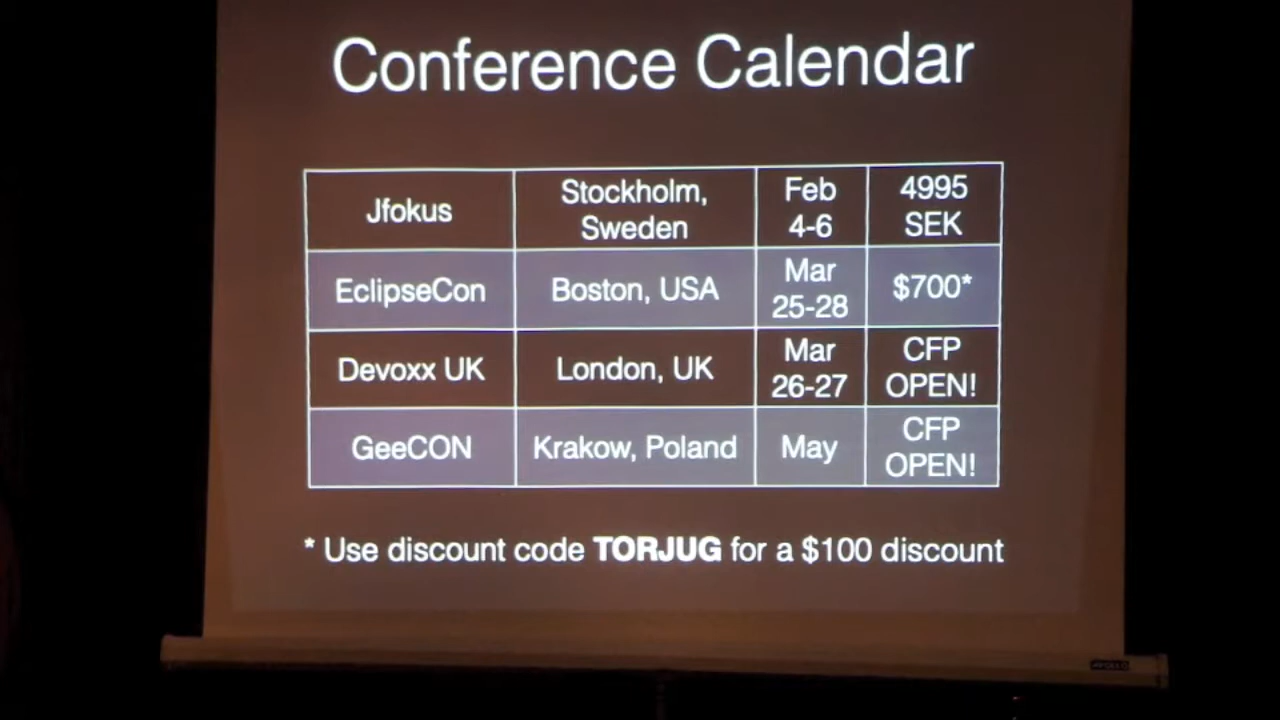 Conference Calendar
Jfokus
Stockholm,
Sweden
Feb
4-6
4995
SEK
EclipseCon
Boston, USA
Mar
25-28
$700*
Devoxx UK
London, UK
Mar
26-27
CFP
OPEN!
GeeCON
Krakow, Poland
May
CFP
OPEN!
* Use discount code TORJUG for a $100 discount